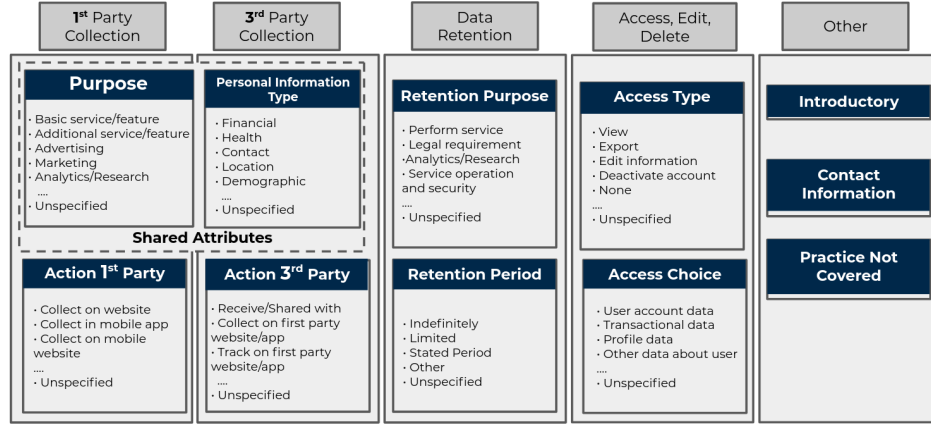 1st Party
Collection
3rd Party
Collection
Data
Retention
Access, Edit,
Delete
Other
Purpose
· Basic service/feature
· Additional service/feature
· Advertising
· Marketing
· Analytics/Research
....
· Unspecified
Personal Information
Type
· Financial
· Health
· Contact
· Location
· Demographic
....
· Unspecified
Shared Attributes
Action 1st Party
· Collect on website
· Collect in mobile app
· Collect on mobile
website
....
· Unspecified
Action 3rd Party
· Receive/Shared with
· Collect on first party
website/app
· Track on first party
website/app
....
· Unspecified
Retention Purpose
· Perform service
· Legal requirement
·Analytics/Research
· Service operation
and security
....
· Unspecified
Retention Period
· Indefinitely
· Limited
· Stated Period
· Other
· Unspecified
Access Type
· View
· Export
· Edit information
· Deactivate account
· None
....
· Unspecified
Access Choice
· User account data
· Transactional data
· Profile data
· Other data about user
....
· Unspecified
Introductory
Contact
Information
Practice Not
Covered